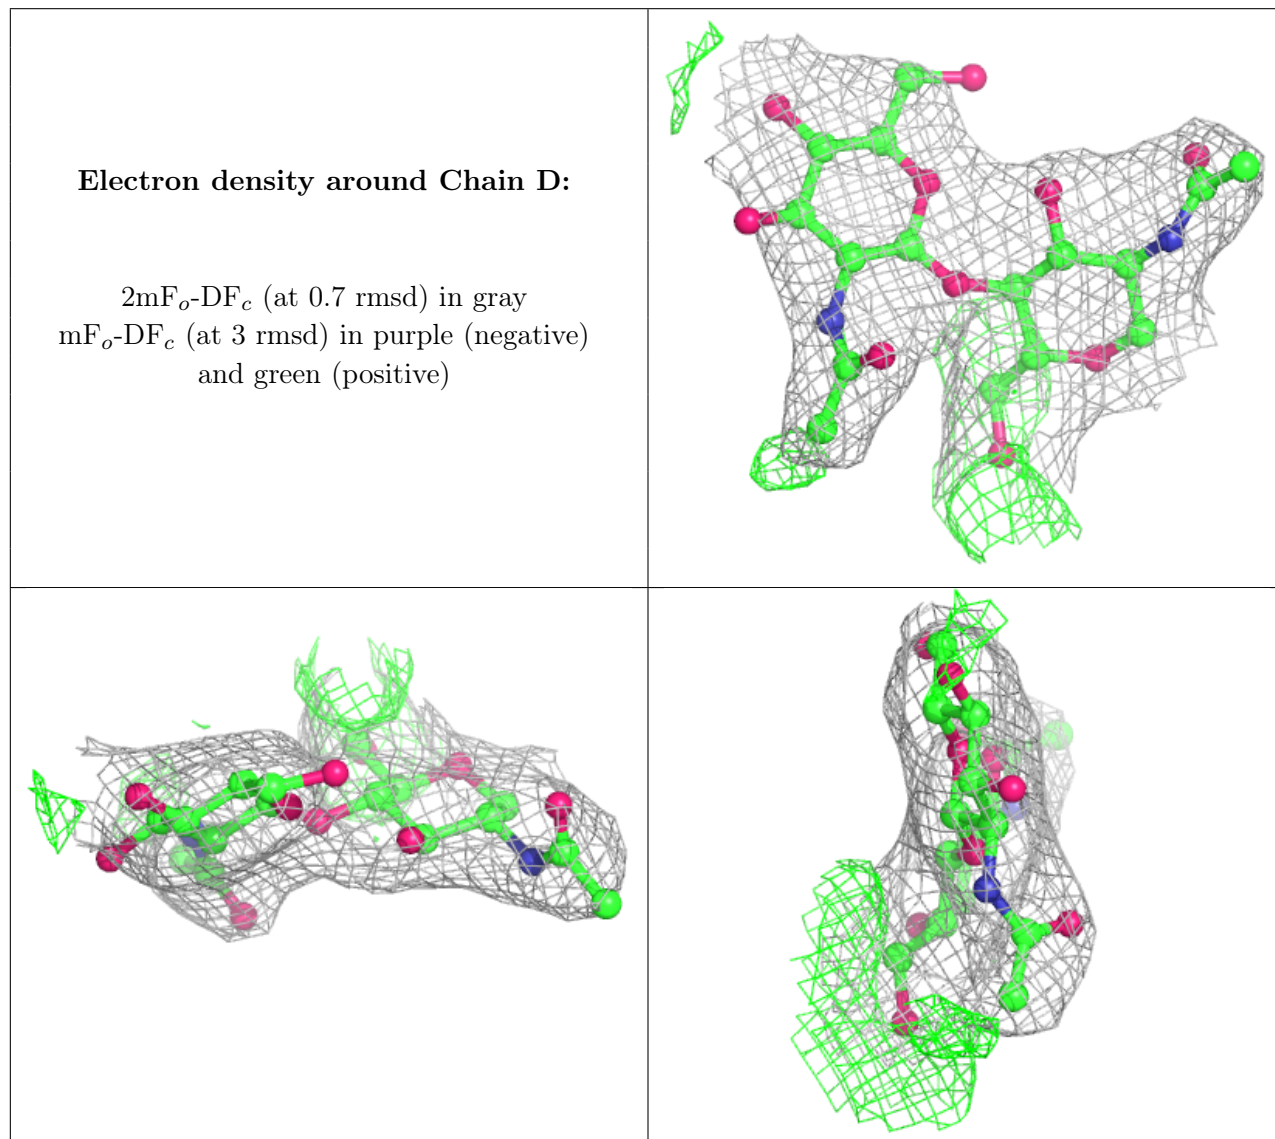 Electron density around Chain D:
2mFo-DFc (at 0.7 rmsd) in gray
mFo-DFc (at 3 rmsd) in purple (negative)
and green (positive)